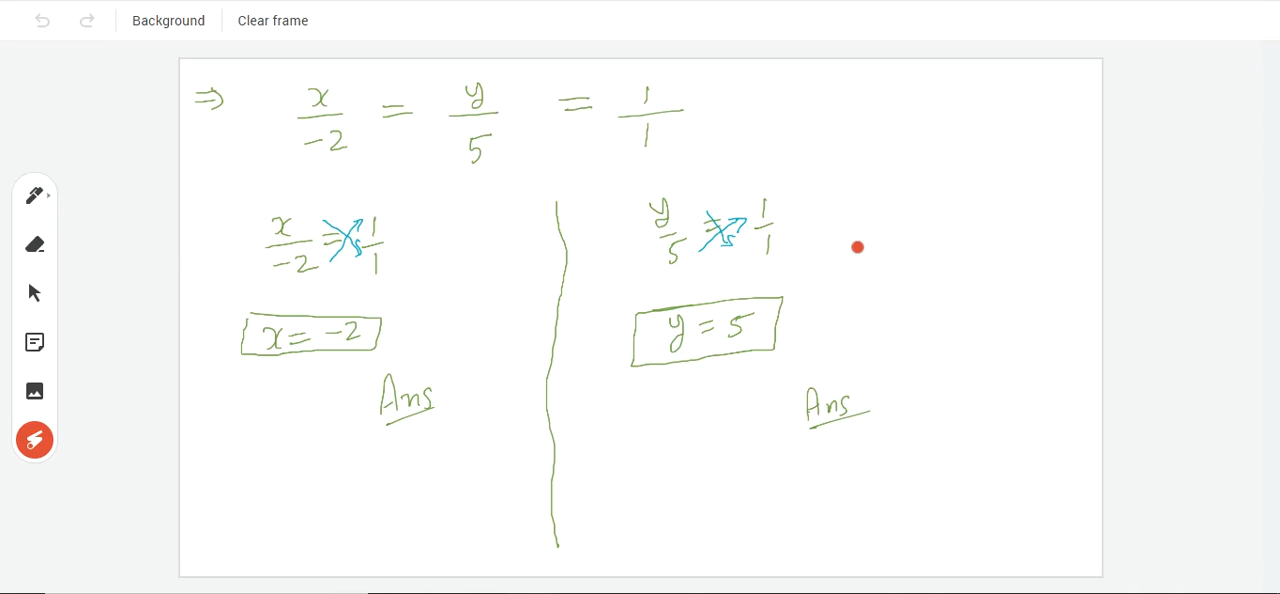 Background Clear frame
⇒ x/-2 = y/5 = 1/1
x/-2 = 1/1
x = -2
Ans
y/5 = 1/1
y = 5
Ans